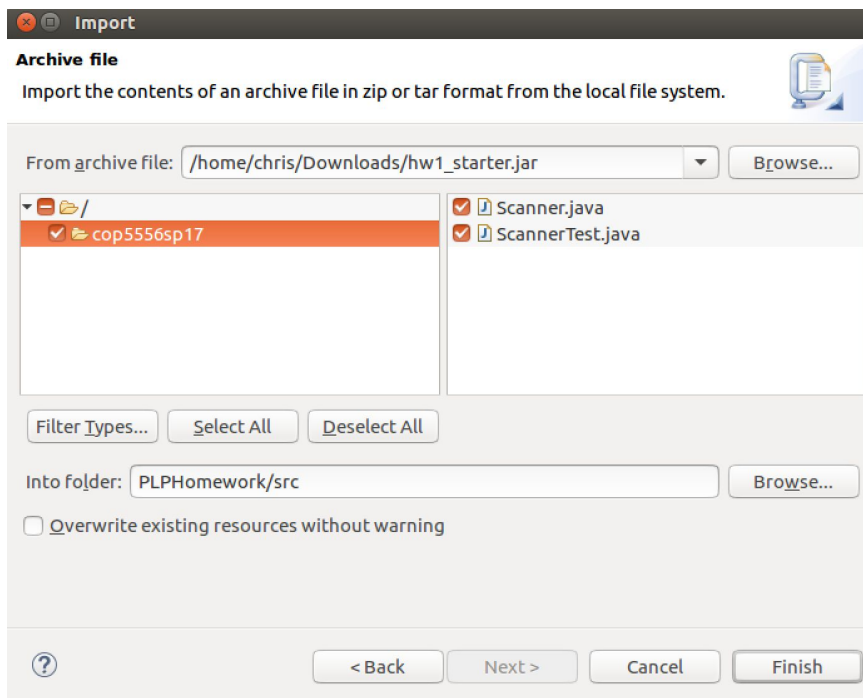 Import
Archive file
Import the contents of an archive file in zip or tar format from the local file system.
From archive file: /home/chris/Downloads/hw1_starter.jar Browse...
/ Scanner.java
cop5556sp17 ScannerTest.java
Filter Types... Select All Deselect All
Into folder: PLPHomework/src Browse...
Overwrite existing resources without warning
? < Back Next > Cancel Finish